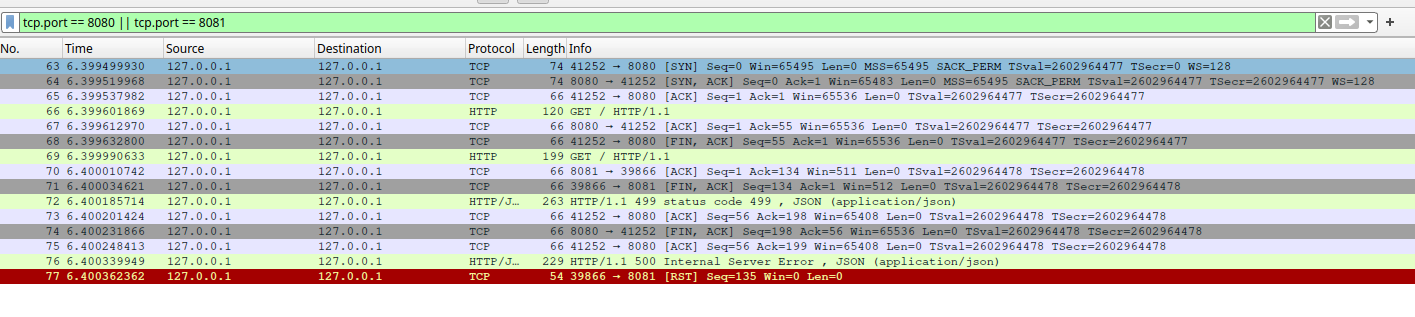 tcp.port == 8080 || tcp.port == 8081
No. Time Source Destination Protocol Length Info
63 6.399499930 127.0.0.1 127.0.0.1 TCP 74 41252 → 8080 [SYN] Seq=0 Win=65495 Len=0 MSS=65495 SACK_PERM TSval=2602964477 TSecr=0 WS=128
64 6.399519968 127.0.0.1 127.0.0.1 TCP 74 8080 → 41252 [SYN, ACK] Seq=0 Ack=1 Win=65483 Len=0 MSS=65495 SACK_PERM TSval=2602964477 TSecr=2602964477 WS=128
65 6.399537982 127.0.0.1 127.0.0.1 TCP 66 41252 → 8080 [ACK] Seq=1 Ack=1 Win=65536 Len=0 TSval=2602964477 TSecr=2602964477
66 6.399601869 127.0.0.1 127.0.0.1 HTTP 120 GET / HTTP/1.1
67 6.399612970 127.0.0.1 127.0.0.1 TCP 66 8080 → 41252 [ACK] Seq=1 Ack=55 Win=65536 Len=0 TSval=2602964477 TSecr=2602964477
68 6.399632800 127.0.0.1 127.0.0.1 TCP 66 41252 → 8080 [FIN, ACK] Seq=55 Ack=1 Win=65536 Len=0 TSval=2602964477 TSecr=2602964477
69 6.399990633 127.0.0.1 127.0.0.1 HTTP 199 GET / HTTP/1.1
70 6.400010742 127.0.0.1 127.0.0.1 TCP 66 8081 → 39866 [ACK] Seq=1 Ack=134 Win=511 Len=0 TSval=2602964478 TSecr=2602964478
71 6.400034621 127.0.0.1 127.0.0.1 TCP 66 39866 → 8081 [FIN, ACK] Seq=134 Ack=1 Win=512 Len=0 TSval=2602964478 TSecr=2602964478
72 6.400185714 127.0.0.1 127.0.0.1 HTTP/J… 263 HTTP/1.1 499 status code 499 , JSON (application/json)
73 6.400201424 127.0.0.1 127.0.0.1 TCP 66 41252 → 8080 [ACK] Seq=56 Ack=198 Win=65408 Len=0 TSval=2602964478 TSecr=2602964478
74 6.400231866 127.0.0.1 127.0.0.1 TCP 66 8080 → 41252 [FIN, ACK] Seq=198 Ack=56 Win=65536 Len=0 TSval=2602964478 TSecr=2602964478
75 6.400248413 127.0.0.1 127.0.0.1 TCP 66 41252 → 8080 [ACK] Seq=56 Ack=199 Win=65408 Len=0 TSval=2602964478 TSecr=2602964478
76 6.400339949 127.0.0.1 127.0.0.1 HTTP/J… 229 HTTP/1.1 500 Internal Server Error , JSON (application/json)
77 6.400362362 127.0.0.1 127.0.0.1 TCP 54 39866 → 8081 [RST] Seq=135 Win=0 Len=0